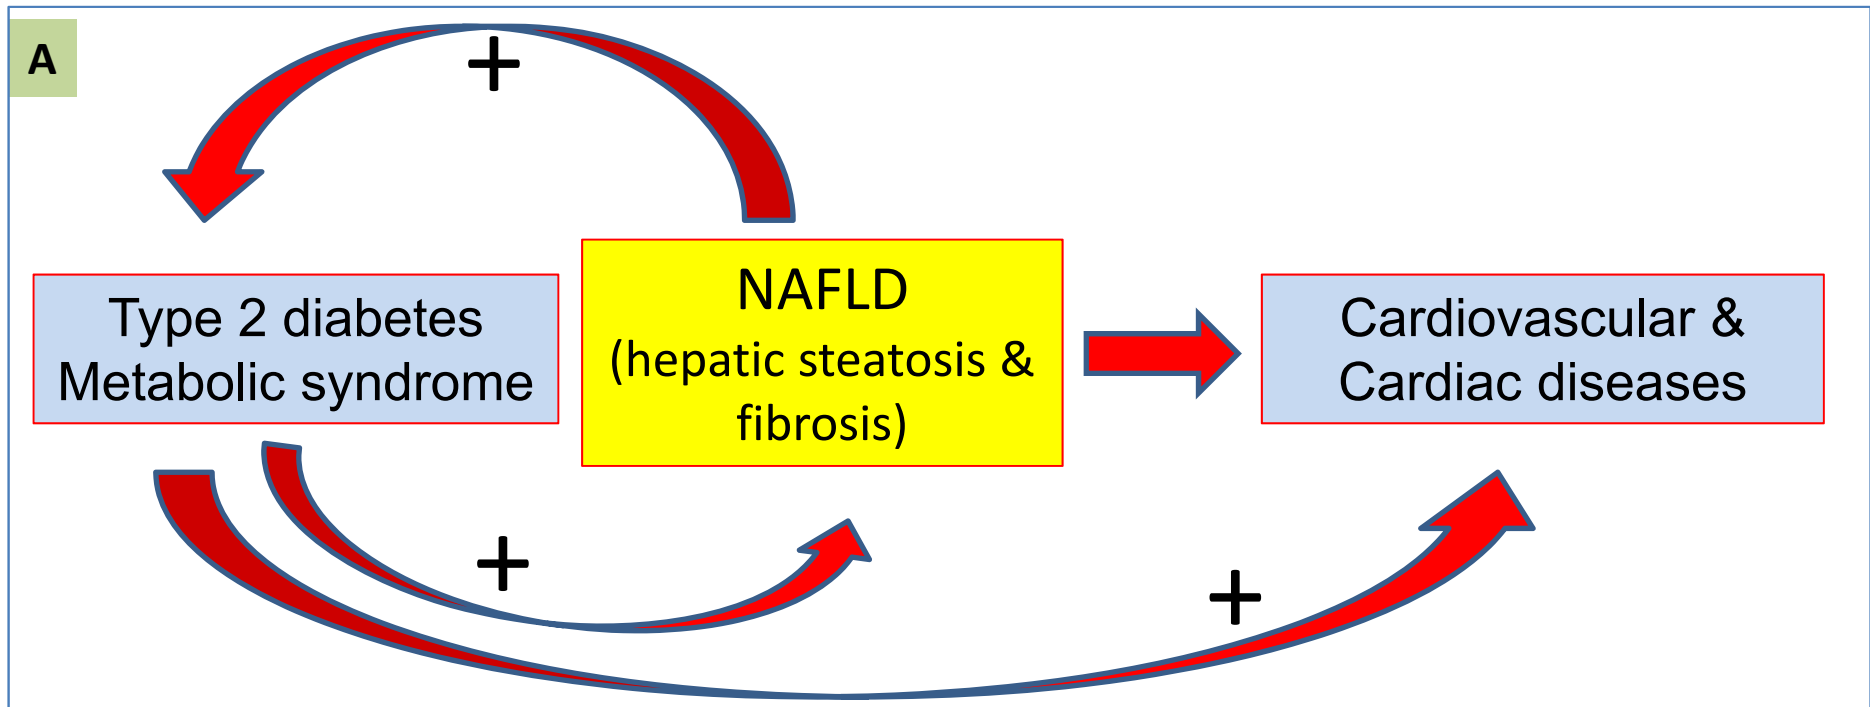 A
+
Type 2 diabetes
Metabolic syndrome
NAFLD
(hepatic steatosis &
fibrosis)
Cardiovascular &
Cardiac diseases
+
+